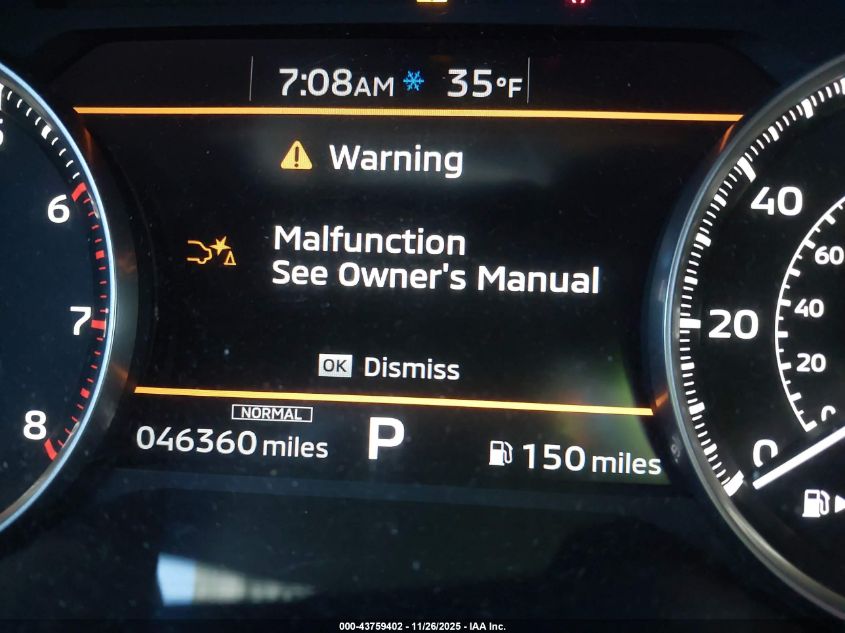 7:08AM 35°F
Warning
Malfunction
See Owner's Manual
OK Dismiss
NORMAL
046360 miles P 150 miles
6
7
8
40
20
0
60
40
20
0
000-43759402 - 11/26/2025 - IAA Inc.